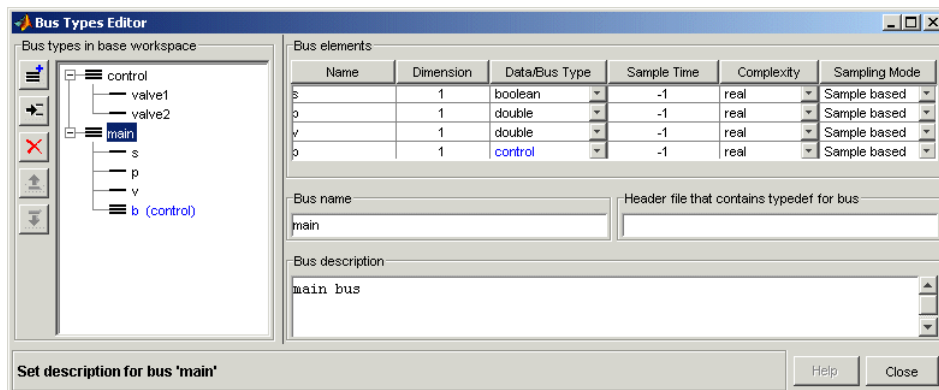 Bus Types Editor
Bus types in base workspace
control
valve1
valve2
main
s
p
v
b (control)
Bus elements
Name Dimension Data/Bus Type Sample Time Complexity Sampling Mode
s 1 boolean -1 real Sample based
p 1 double -1 real Sample based
v 1 double -1 real Sample based
b 1 control -1 real Sample based
Bus name
Header file that contains typedef for bus
main
Bus description
main bus
Set description for bus 'main'
Help
Close